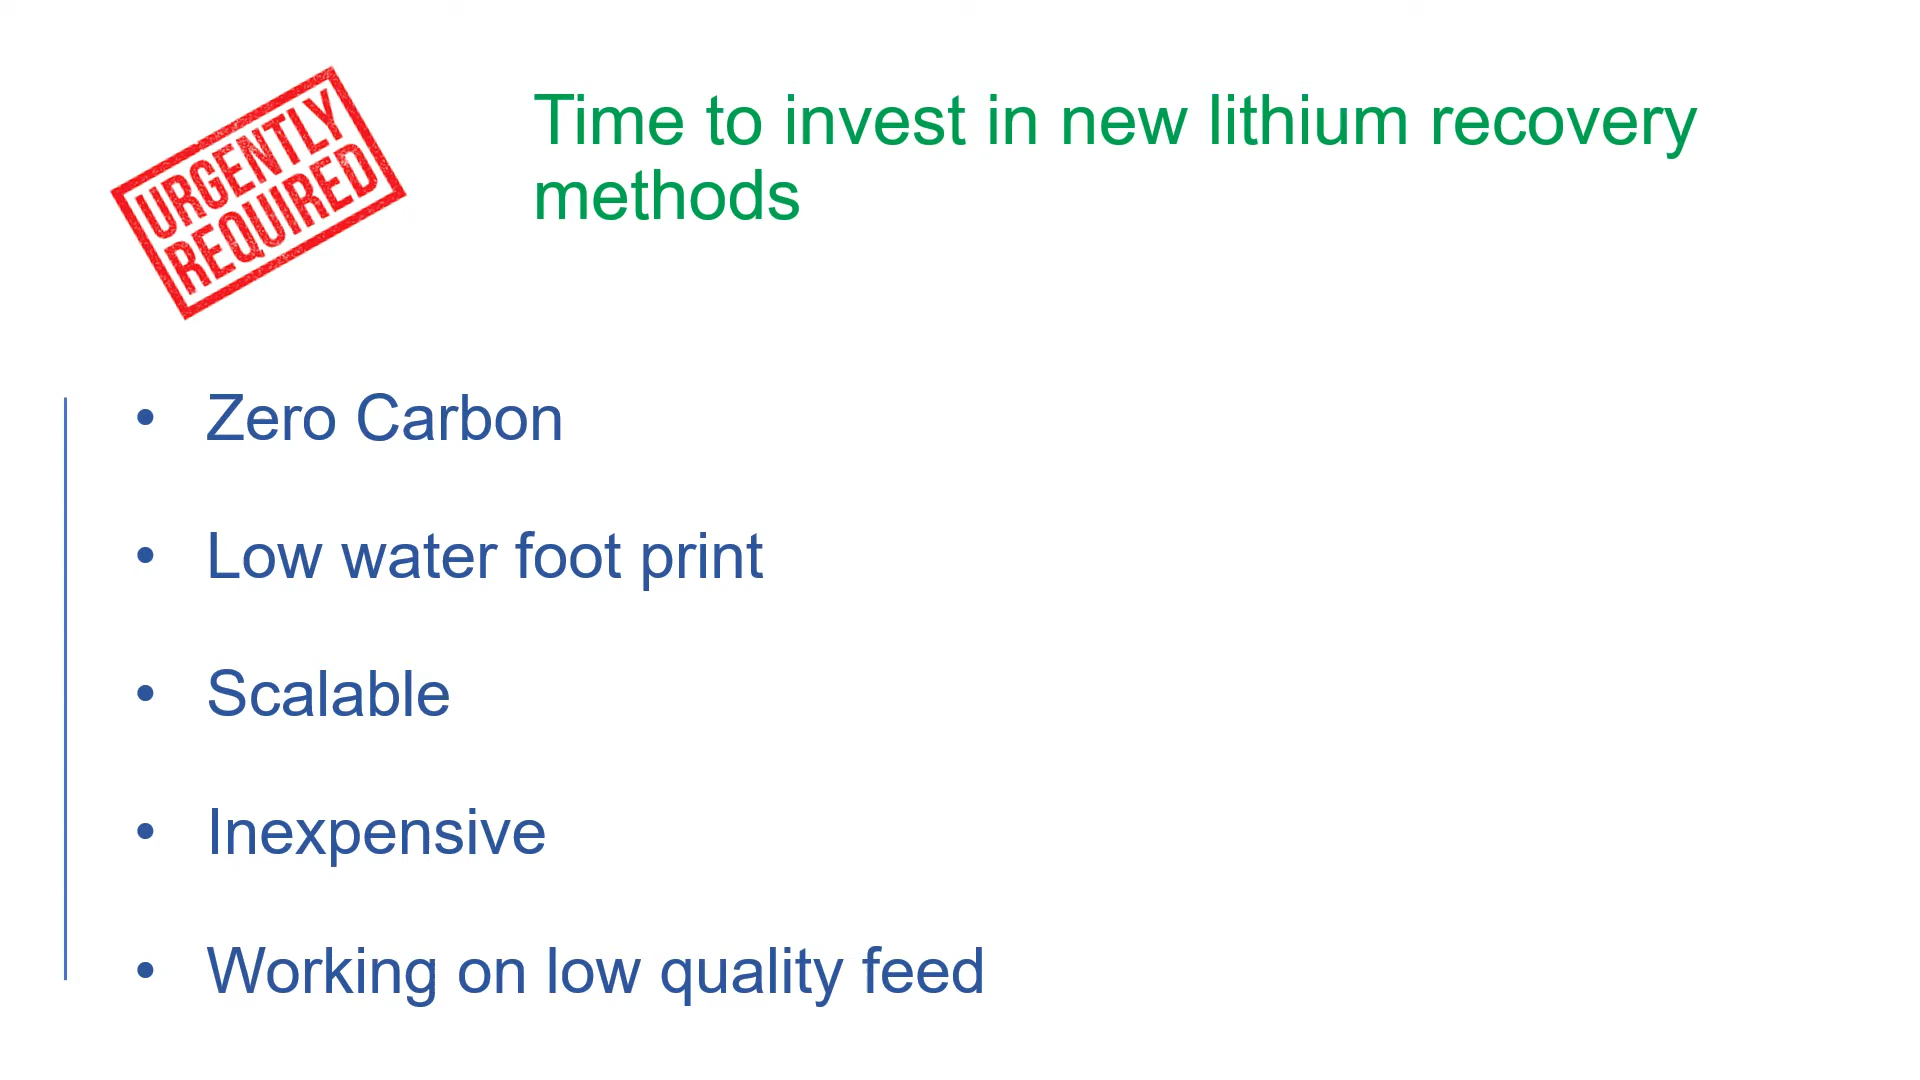 URGENTLY
REQUIRED
Time to invest in new lithium recovery
methods
• Zero Carbon
• Low water foot print
• Scalable
• Inexpensive
• Working on low quality feed